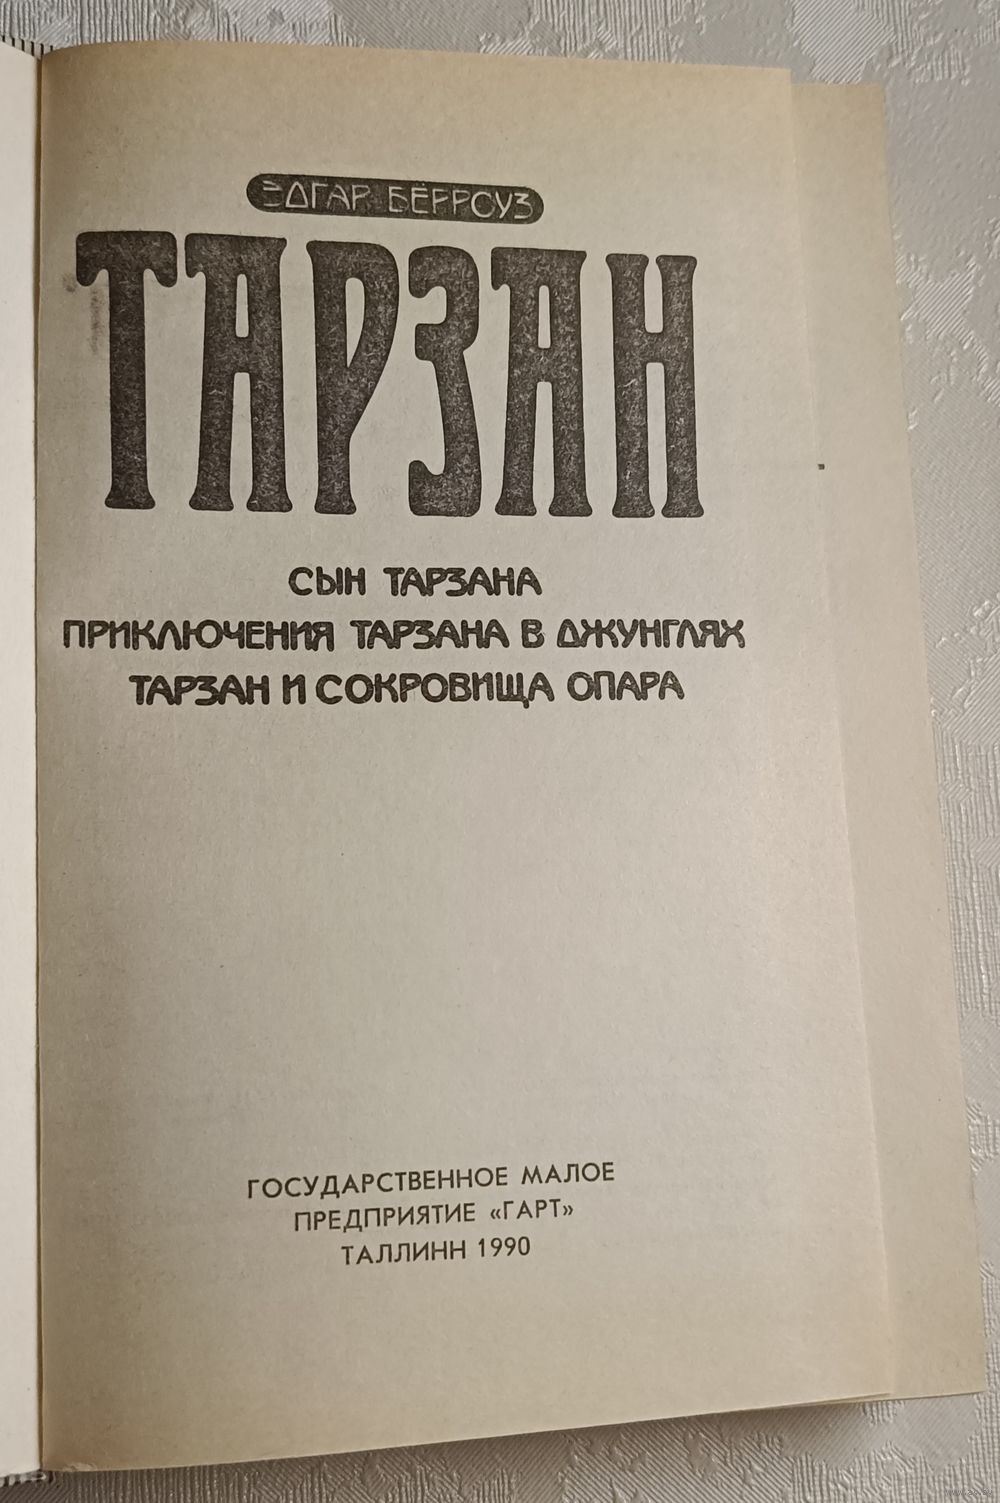 ЭДГАР БЕРРОУЗ
ТАРЗАН
СЫН ТАРЗАНА
ПРИКЛЮЧЕНИЯ ТАРЗАНА В ДЖУНГЛЯХ
ТАРЗАН И СОКРОВИЩА ОПАРА
ГОСУДАРСТВЕННОЕ МАЛОЕ
ПРЕДПРИЯТИЕ «ГАРТ»
ТАЛЛИНН 1990